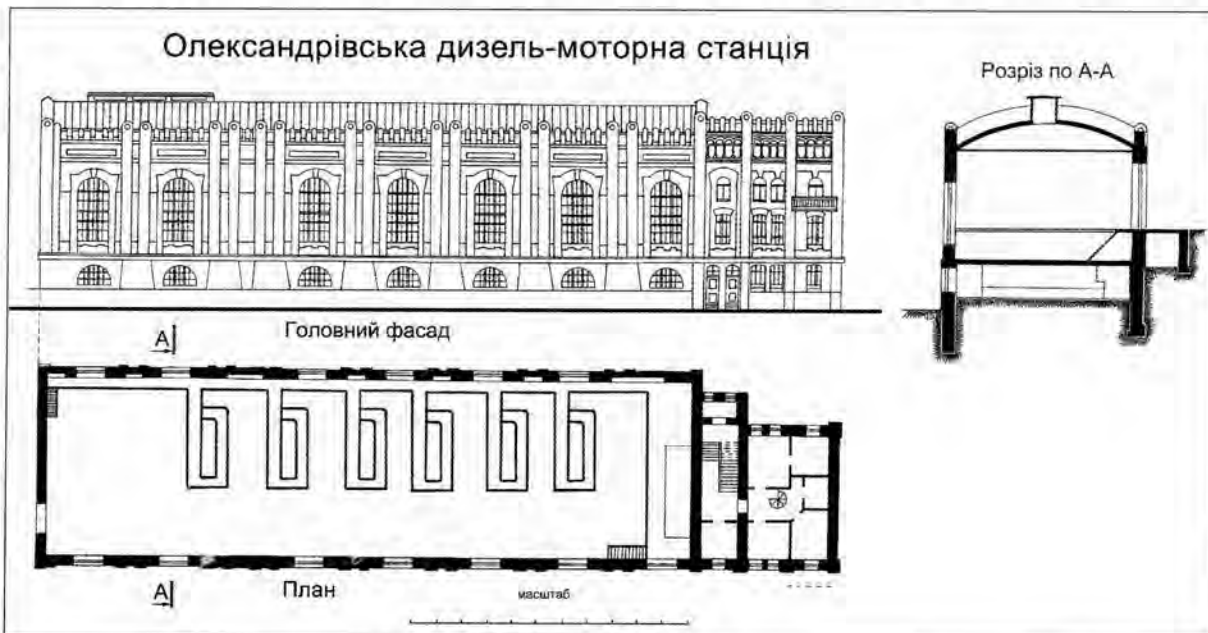 Олександрівська дизель-моторна станція
Розріз по А-А
Головний фасад
А
А
План
масштаб